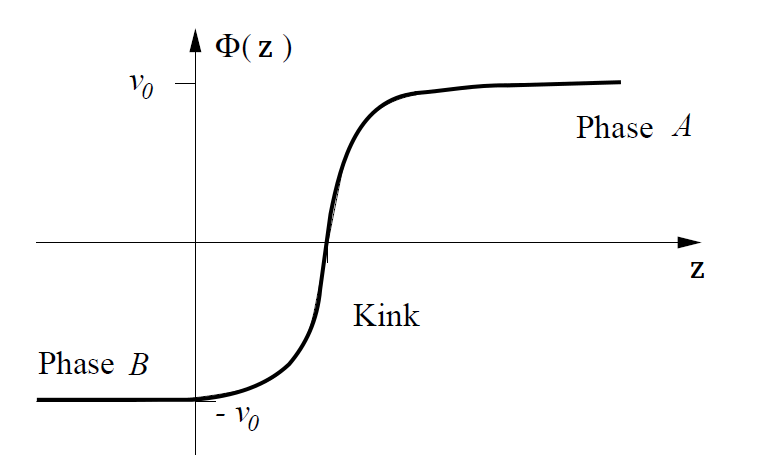 Φ( z )
v₀
Phase A
z
Kink
Phase B
- v₀